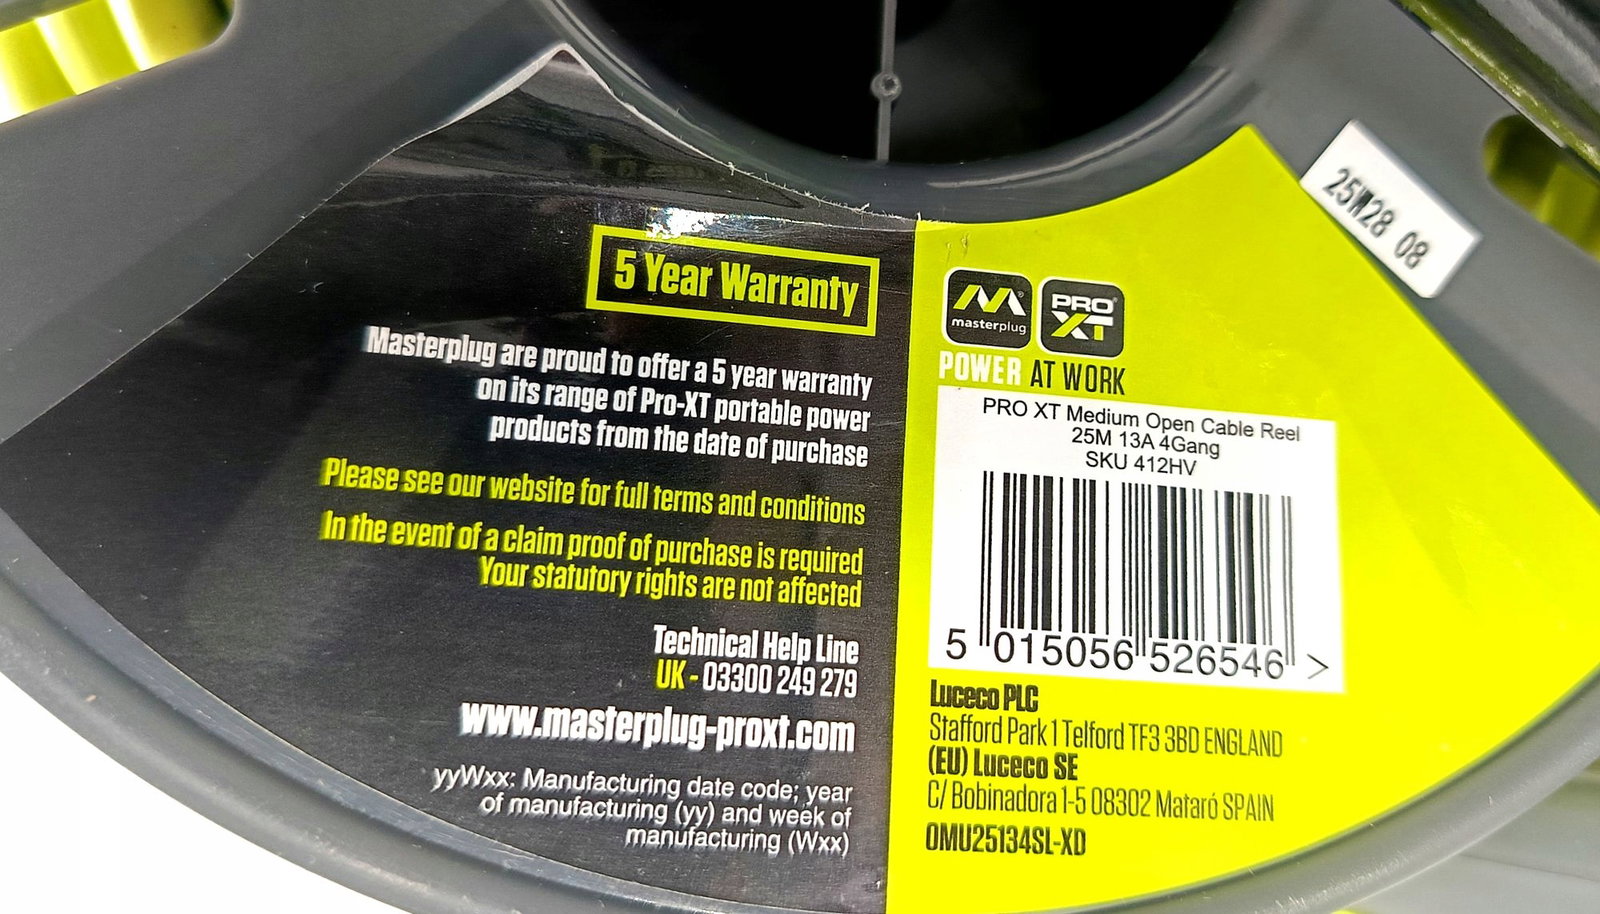 5 Year Warranty
Masterplug are proud to offer a 5 year warranty
on its range of Pro-XT portable power
products from the date of purchase
Please see our website for full terms and conditions
In the event of a claim proof of purchase is required
Your statutory rights are not affected
Technical Help Line
UK - 03300 249 279
www.masterplug-proxt.com
yyWxx: Manufacturing date code; year
of manufacturing (yy) and week of
manufacturing (Wxx)
25W28 08
masterplug
PRO
XT
POWER AT WORK
PRO XT Medium Open Cable Reel
25M 13A 4Gang
SKU 412HV
5 015056 526546 >
Luceco PLC
Stafford Park 1 Telford TF3 3BD ENGLAND
(EU) Luceco SE
C/ Bobinadora 1-5 08302 Mataró SPAIN
OMU25134SL-XD